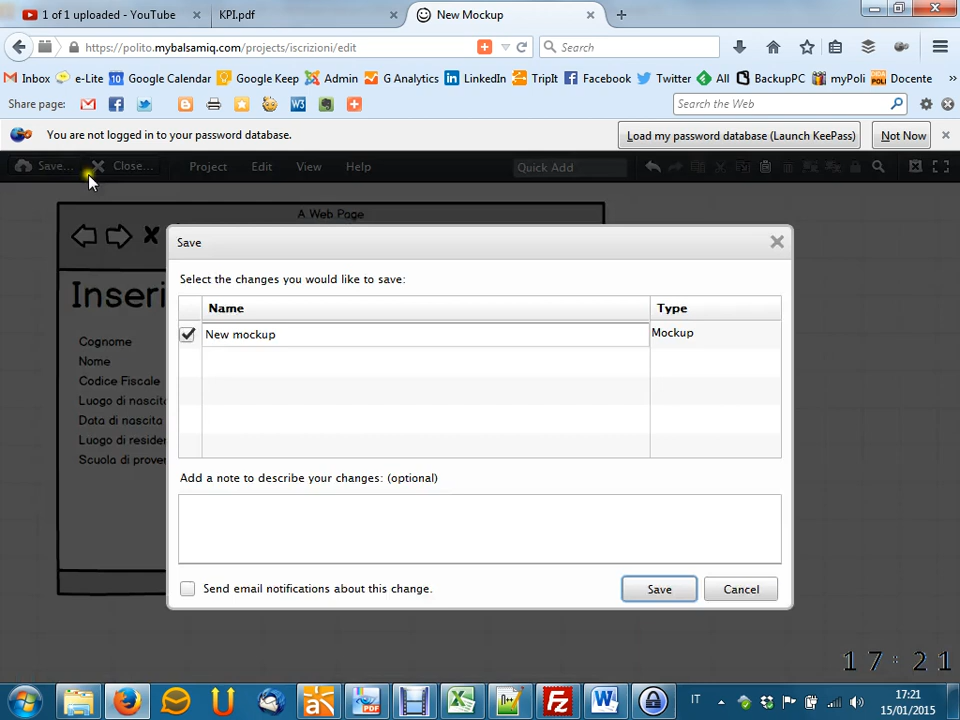 1 of 1 uploaded - YouTube
KPI.pdf
New Mockup
https://polito.mybalsamiq.com/projects/iscrizioni/edit
Search
Inbox
e-Lite
10 Google Calendar
Google Keep
Admin
G Analytics
in LinkedIn
TripIt
Facebook
Twitter
All
BackupPC
myPoli
POLI Docente
»
Share page:
W3
Search the Web
You are not logged in to your password database.
Load my password database (Launch KeePass)
Not Now
Save...
Close...
Project
Edit
View
Help
Quick Add
A Web Page
Inseri
Cognome
Nome
Codice Fiscale
Luogo di nascit
Data di nascita
Luogo di reside
Scuola di prove
Save
Select the changes you would like to save:
Name
Type
New mockup
Mockup
Add a note to describe your changes: (optional)
Send email notifications about this change.
Save
Cancel
17:21
IT
17:21
15/01/2015